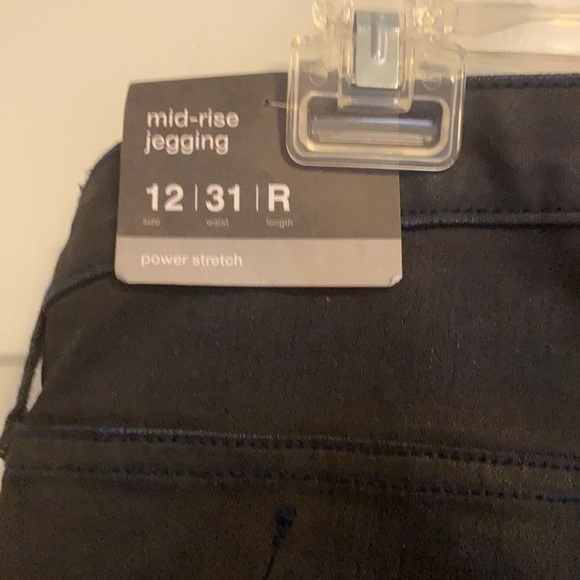 mid-rise
jegging
12 | 31 | R
size waist length
power stretch